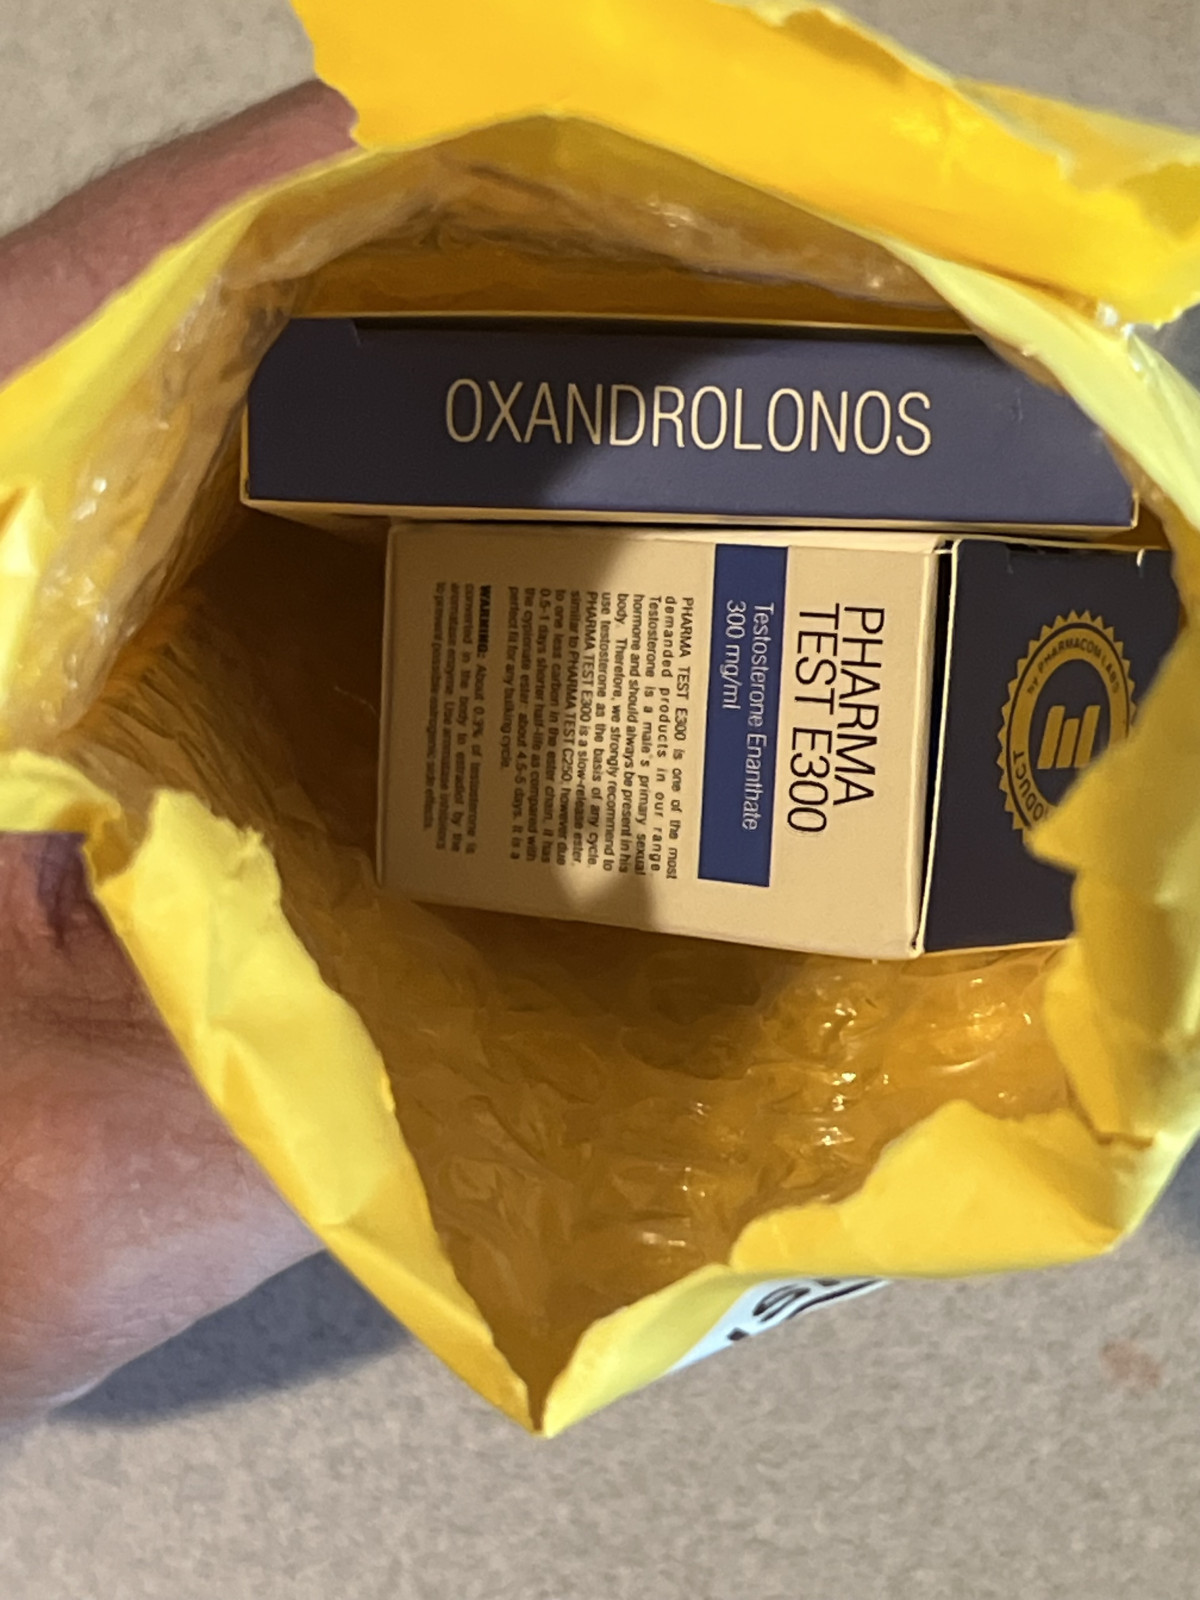 OXANDROLONOS
PHARMA
TEST E300
Testosterone Enanthate
300 mg/ml
PHARMA TEST E300 is one of the most
demanded products in our range.
Testosterone is a male's primary sexual
hormone and should always be present in his
body. Therefore, we strongly recommend to
use testosterone as the basis of any cycle.
PHARMA TEST E300 is a slow-release ester,
similar to PHARMA TEST C250, however due
to one less carbon in the ester chain, it has
0.5-1 days shorter half-life as compared with
the cypionate ester: about 4.5-5 days. It is a
perfect fit for any bulking cycle.
WARNING: About 0.3% of testosterone is
converted in the body to estradiol by the
aromatase enzyme. Use aromatase inhibitors
to prevent possible estrogenic side effects.
BY PHARMACOM LABS